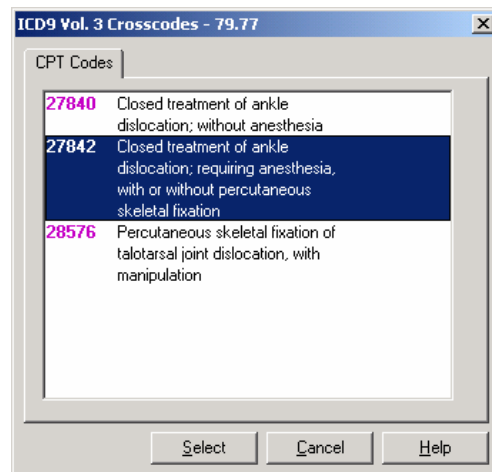 ICD9 Vol. 3 Crosscodes - 79.77
CPT Codes
27840 Closed treatment of ankle
dislocation; without anesthesia
27842 Closed treatment of ankle
dislocation; requiring anesthesia,
with or without percutaneous
skeletal fixation
28576 Percutaneous skeletal fixation of
talotarsal joint dislocation, with
manipulation
Select Cancel Help